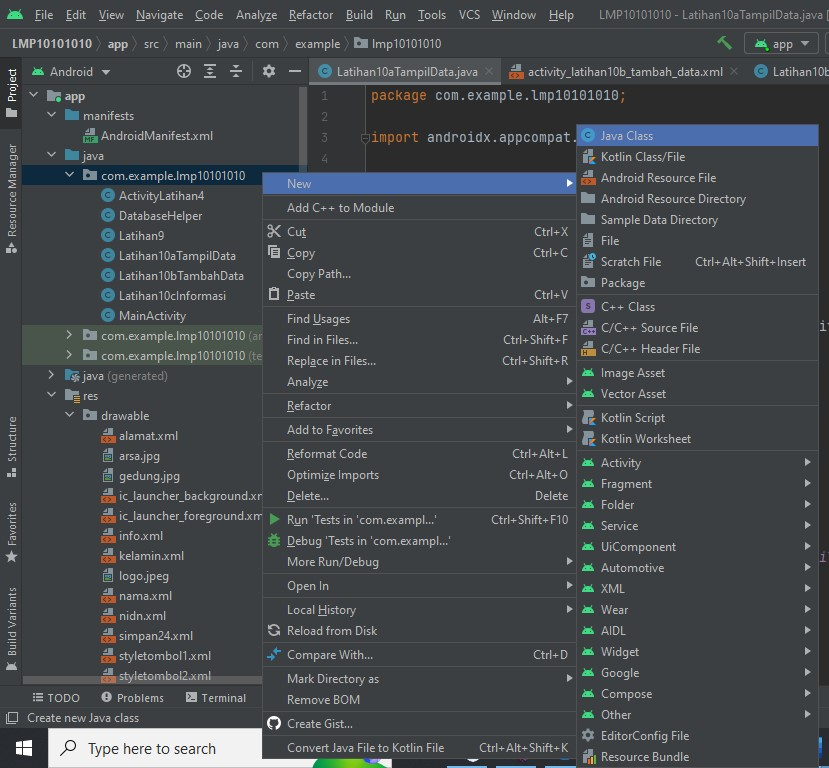 File Edit View Navigate Code Analyze Refactor Build Run Tools VCS Window Help LMP10101010 - Latihan10aTampilData.java [
LMP10101010 app src main java com example lmp10101010 app
Android Latihan10aTampilData.java activity_latihan10b_tambah_data.xml Latihan10b
Project
Resource Manager
Structure
Favorites
Build Variants
app
manifests
AndroidManifest.xml
java
com.example.lmp10101010
ActivityLatihan4
DatabaseHelper
Latihan9
Latihan10aTampilData
Latihan10bTambahData
Latihan10cInformasi
MainActivity
com.example.lmp10101010 (an
com.example.lmp10101010 (te
java (generated)
res
drawable
alamat.xml
arsa.jpg
gedung.jpg
ic_launcher_background.xm
ic_launcher_foreground.xm
info.xml
kelamin.xml
logo.jpeg
nama.xml
nidn.xml
simpan24.xml
styletombol1.xml
styletombol2.xml
1 package com.example.lmp10101010;
2
3 import androidx.appcompat.
4
New
Add C++ to Module
Cut Ctrl+X
Copy Ctrl+C
Copy Path...
Paste Ctrl+V
Find Usages Alt+F7
Find in Files... Ctrl+Shift+F
Replace in Files... Ctrl+Shift+R
Analyze
Refactor
Add to Favorites
Reformat Code Ctrl+Alt+L
Optimize Imports Ctrl+Alt+O
Delete... Delete
Run 'Tests in 'com.exampl...' Ctrl+Shift+F10
Debug 'Tests in 'com.exampl...'
More Run/Debug
Open In
Local History
Reload from Disk
Compare With... Ctrl+D
Mark Directory as
Remove BOM
Create Gist...
Convert Java File to Kotlin File Ctrl+Alt+Shift+K
Java Class
Kotlin Class/File
Android Resource File
Android Resource Directory
Sample Data Directory
File
Scratch File Ctrl+Alt+Shift+Insert
Package
C++ Class
C/C++ Source File
C/C++ Header File
Image Asset
Vector Asset
Kotlin Script
Kotlin Worksheet
Activity
Fragment
Folder
Service
UiComponent
Automotive
XML
Wear
AIDL
Widget
Google
Compose
Other
EditorConfig File
Resource Bundle
TODO Problems Terminal
Create new Java class
Type here to search